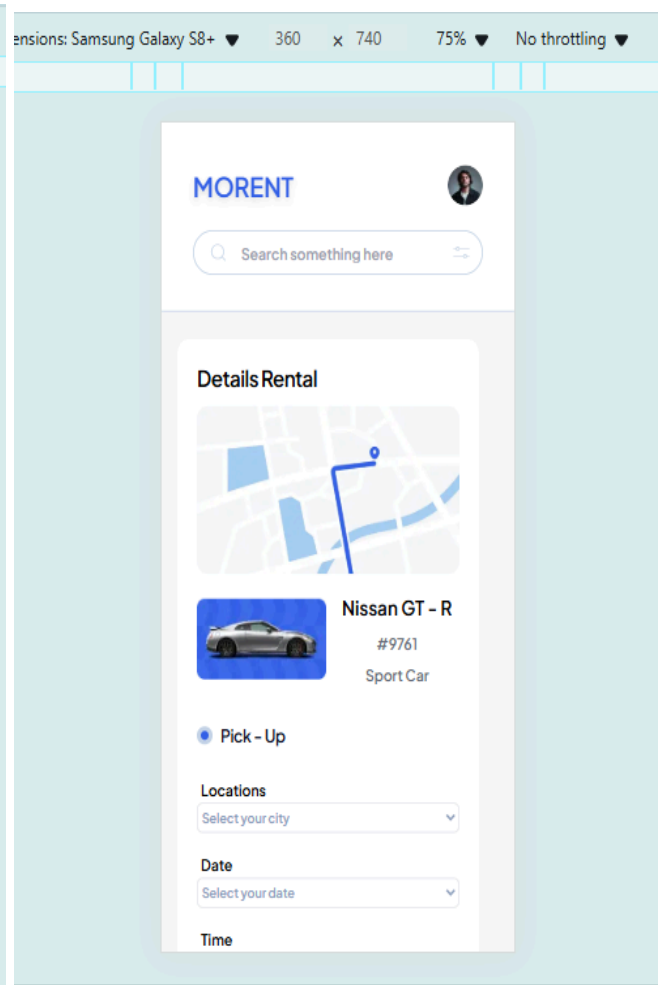 ensions: Samsung Galaxy S8+ ▼ 360 x 740 75% ▼ No throttling ▼
MORENT
Search something here
Details Rental
Nissan GT - R
#9761
Sport Car
Pick - Up
Locations
Select your city
Date
Select your date
Time